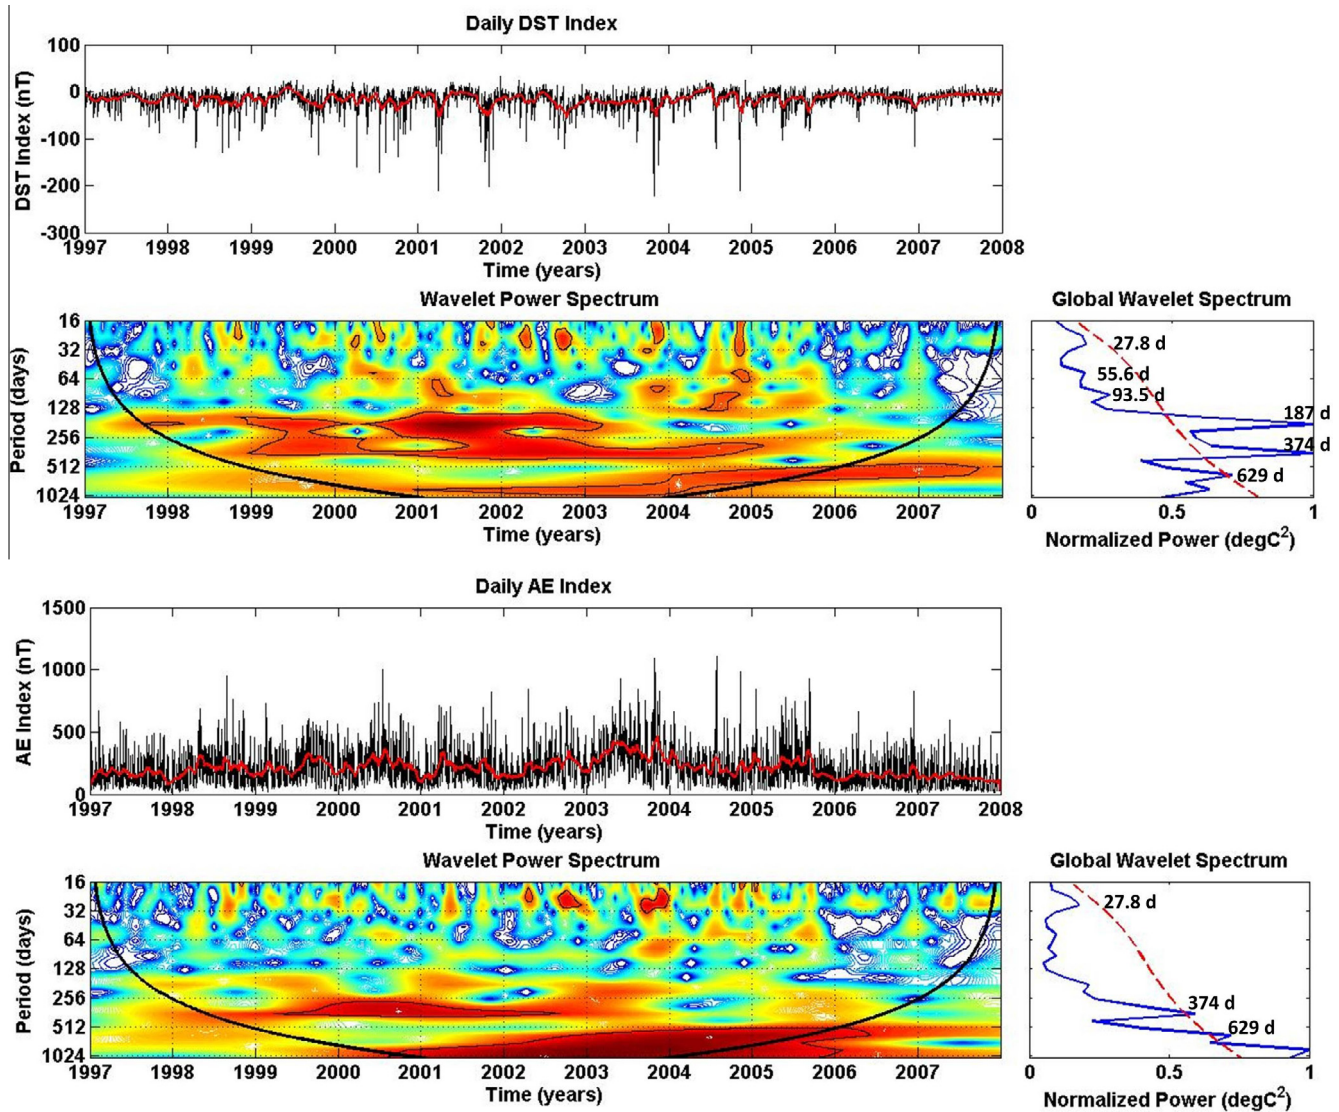 Daily DST Index
DST Index (nT)
100
0
-100
-200
-300
1997 1998 1999 2000 2001 2002 2003 2004 2005 2006 2007 2008
Time (years)
Wavelet Power Spectrum
Period (days)
16
32
64
128
256
512
1024
1997 1998 1999 2000 2001 2002 2003 2004 2005 2006 2007
Global Wavelet Spectrum
27.8 d
55.6 d
93.5 d
187 d
374 d
629 d
0 0.5 1
Normalized Power (degC²)
Daily AE Index
AE Index (nT)
1500
1000
500
0
1997 1998 1999 2000 2001 2002 2003 2004 2005 2006 2007 2008
Time (years)
Wavelet Power Spectrum
Period (days)
16
32
64
128
256
512
1024
1997 1998 1999 2000 2001 2002 2003 2004 2005 2006 2007
Time (years)
Global Wavelet Spectrum
27.8 d
374 d
629 d
0 0.5 1
Normalized Power (degC²)